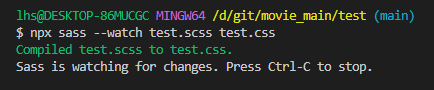 lhs@DESKTOP-86MUCGC MINGW64 /d/git/movie_main/test (main)
$ npx sass --watch test.scss test.css
Compiled test.scss to test.css.
Sass is watching for changes. Press Ctrl-C to stop.